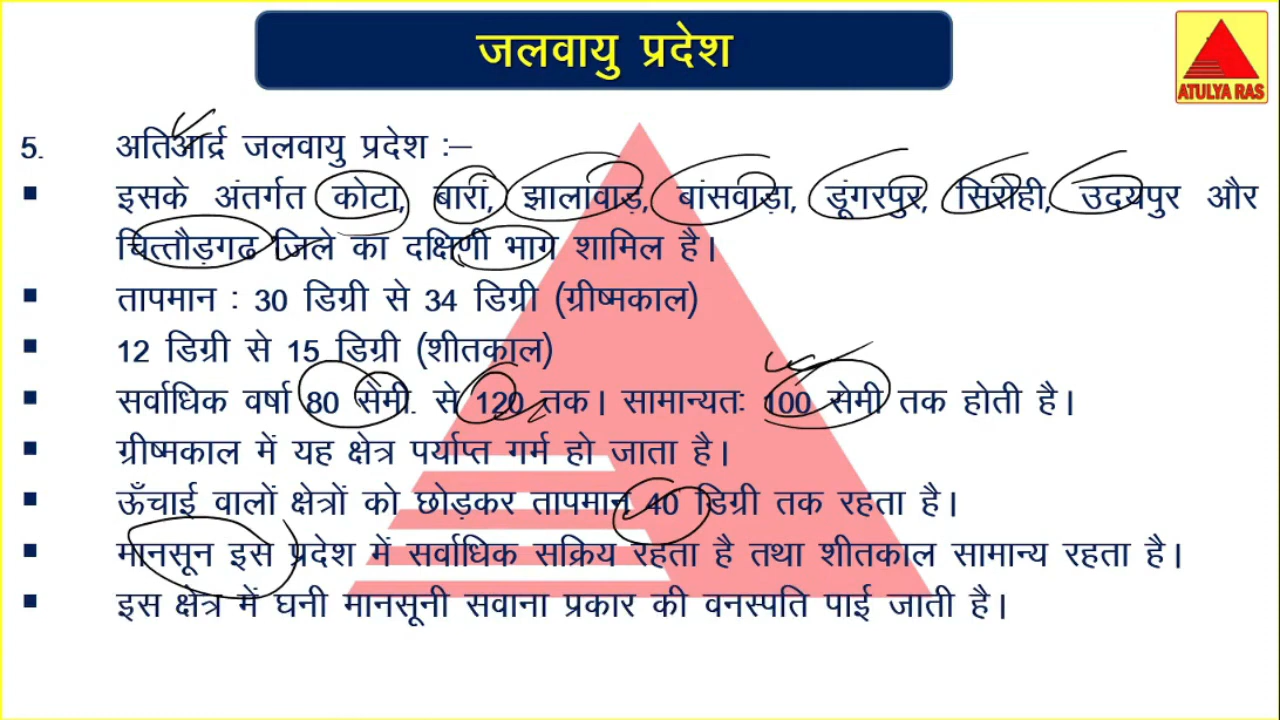 जलवायु प्रदेश
ATULYA RAS
5. अतिआर्द्र जलवायु प्रदेश :–
▪ इसके अंतर्गत कोटा, बारां, झालावाड़, बांसवाड़ा, डूंगरपुर, सिरोही, उदयपुर और
चित्तौड़गढ जिले का दक्षिणी भाग शामिल है।
▪ तापमान : 30 डिग्री से 34 डिग्री (ग्रीष्मकाल)
▪ 12 डिग्री से 15 डिग्री (शीतकाल)
▪ सर्वाधिक वर्षा 80 सेमी. से 120 तक। सामान्यतः 100 सेमी तक होती है।
▪ ग्रीष्मकाल में यह क्षेत्र पर्याप्त गर्म हो जाता है।
▪ ऊँचाई वालों क्षेत्रों को छोड़कर तापमान 40 डिग्री तक रहता है।
▪ मानसून इस प्रदेश में सर्वाधिक सक्रिय रहता है तथा शीतकाल सामान्य रहता है।
▪ इस क्षेत्र में घनी मानसूनी सवाना प्रकार की वनस्पति पाई जाती है।